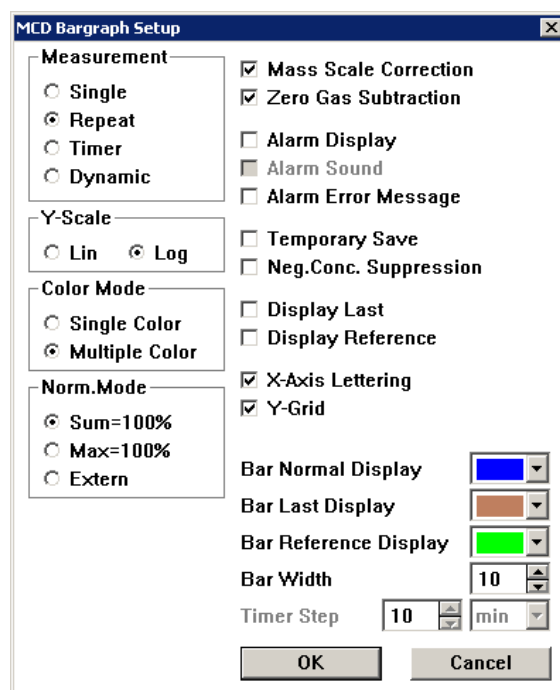 MCD Bargraph Setup
Measurement
Single
Repeat
Timer
Dynamic
Y-Scale
Lin Log
Color Mode
Single Color
Multiple Color
Norm.Mode
Sum=100%
Max=100%
Extern
Mass Scale Correction
Zero Gas Subtraction
Alarm Display
Alarm Sound
Alarm Error Message
Temporary Save
Neg.Conc. Suppression
Display Last
Display Reference
X-Axis Lettering
Y-Grid
Bar Normal Display
Bar Last Display
Bar Reference Display
Bar Width 10
Timer Step 10 min
OK Cancel